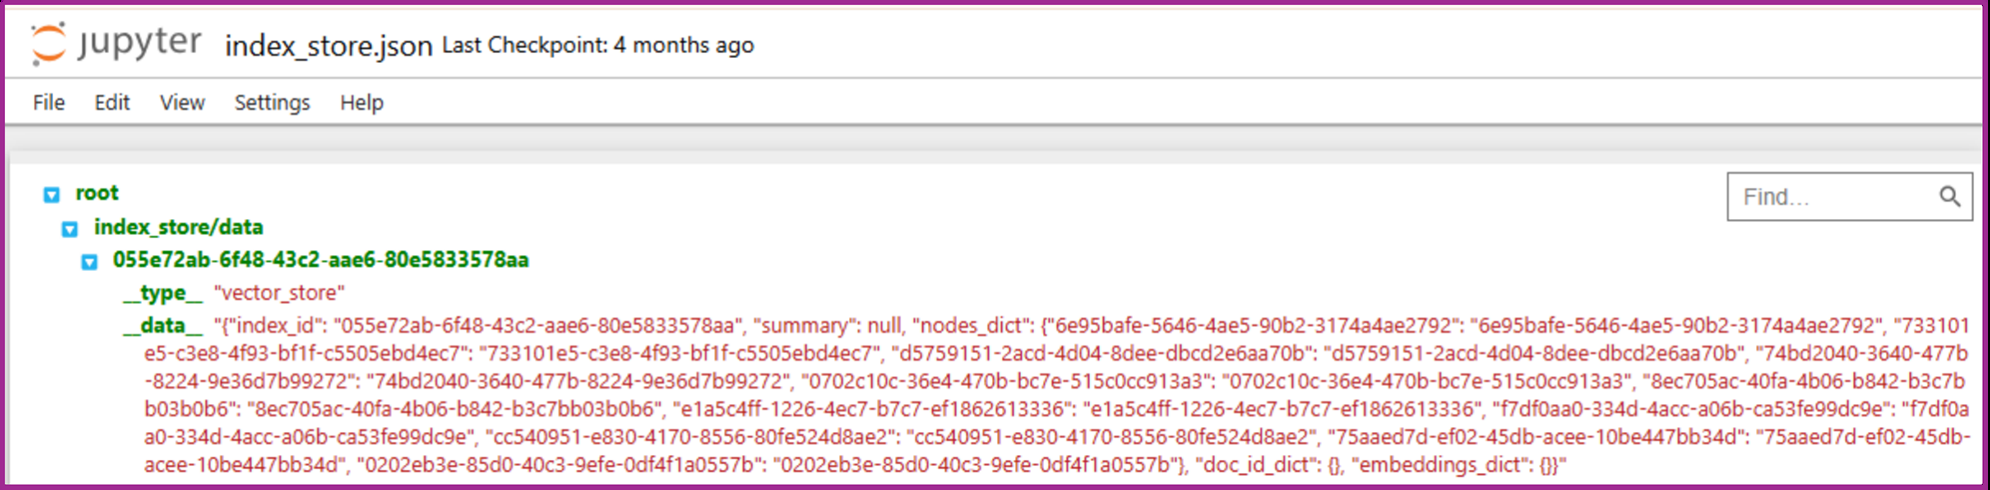 jupyter index_store.json Last Checkpoint: 4 months ago
File Edit View Settings Help
root
Find...
index_store/data
055e72ab-6f48-43c2-aae6-80e5833578aa
__type__ "vector_store"
__data__ "{"index_id": "055e72ab-6f48-43c2-aae6-80e5833578aa", "summary": null, "nodes_dict": {"6e95bafe-5646-4ae5-90b2-3174a4ae2792": "6e95bafe-5646-4ae5-90b2-3174a4ae2792", "733101
e5-c3e8-4f93-bf1f-c5505ebd4ec7": "733101e5-c3e8-4f93-bf1f-c5505ebd4ec7", "d5759151-2acd-4d04-8dee-dbcd2e6aa70b": "d5759151-2acd-4d04-8dee-dbcd2e6aa70b", "74bd2040-3640-477b
-8224-9e36d7b99272": "74bd2040-3640-477b-8224-9e36d7b99272", "0702c10c-36e4-470b-bc7e-515c0cc913a3": "0702c10c-36e4-470b-bc7e-515c0cc913a3", "8ec705ac-40fa-4b06-b842-b3c7b
b03b0b6": "8ec705ac-40fa-4b06-b842-b3c7bb03b0b6", "e1a5c4ff-1226-4ec7-b7c7-ef1862613336": "e1a5c4ff-1226-4ec7-b7c7-ef1862613336", "f7df0aa0-334d-4acc-a06b-ca53fe99dc9e": "f7df0a
a0-334d-4acc-a06b-ca53fe99dc9e", "cc540951-e830-4170-8556-80fe524d8ae2": "cc540951-e830-4170-8556-80fe524d8ae2", "75aaed7d-ef02-45db-acee-10be447bb34d": "75aaed7d-ef02-45db-
acee-10be447bb34d", "0202eb3e-85d0-40c3-9efe-0df4f1a0557b": "0202eb3e-85d0-40c3-9efe-0df4f1a0557b"}, "doc_id_dict": {}, "embeddings_dict": {}}"